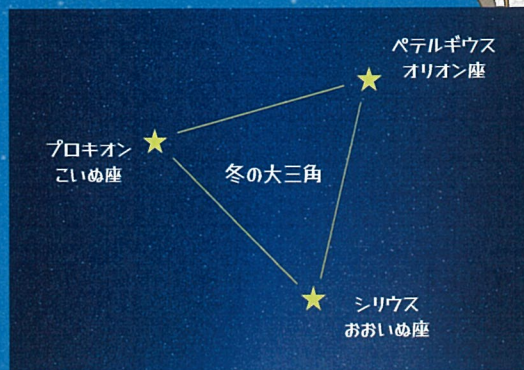 ペテルギウス
オリオン座
プロキオン
こいぬ座
冬の大三角
シリウス
おおいぬ座